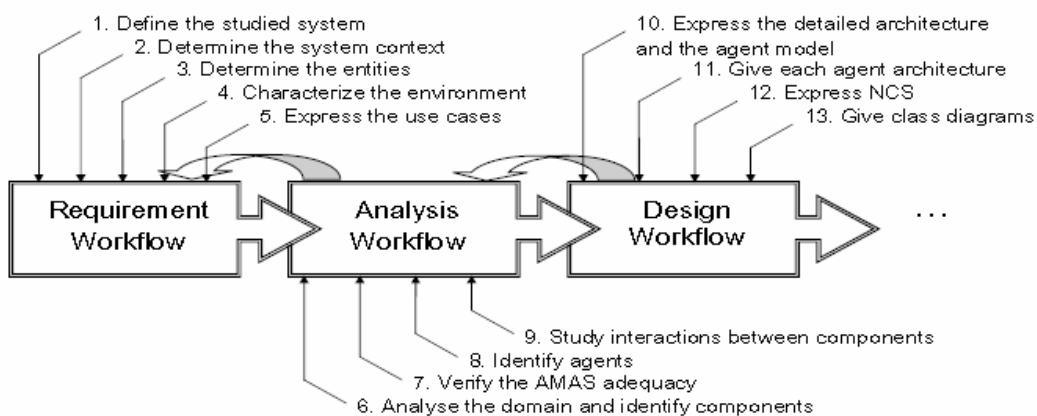 1. Define the studied system
2. Determine the system context
3. Determine the entities
4. Characterize the environment
5. Express the use cases
10. Express the detailed architecture
and the agent model
11. Give each agent architecture
12. Express NCS
13. Give class diagrams
Requirement
Workflow
Analysis
Workflow
Design
Workflow
...
9. Study interactions between components
8. Identify agents
7. Verify the AMAS adequacy
6. Analyse the domain and identify components